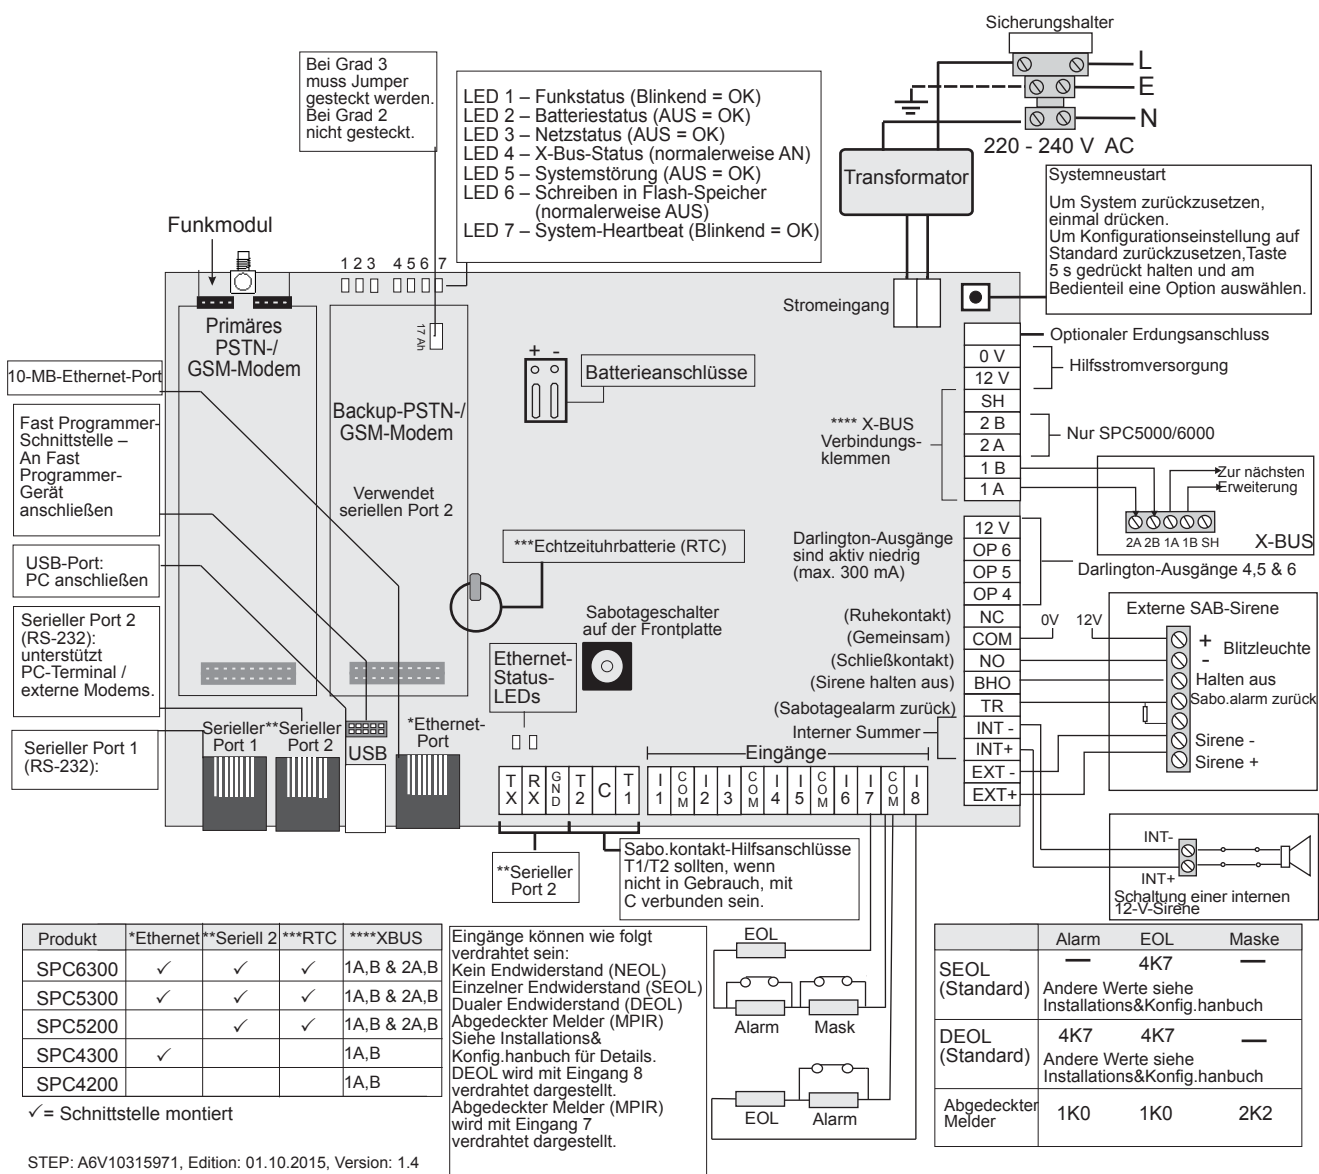 Sicherungshalter
L
E
N
220 - 240 V AC
Transformator
Bei Grad 3
muss Jumper
gesteckt werden.
Bei Grad 2
nicht gesteckt.
LED 1 – Funkstatus (Blinkend = OK)
LED 2 – Batteriestatus (AUS = OK)
LED 3 – Netzstatus (AUS = OK)
LED 4 – X-Bus-Status (normalerweise AN)
LED 5 – Systemstörung (AUS = OK)
LED 6 – Schreiben in Flash-Speicher
(normalerweise AUS)
LED 7 – System-Heartbeat (Blinkend = OK)
Systemneustart
Um System zurückzusetzen,
einmal drücken.
Um Konfigurationseinstellung auf
Standard zurückzusetzen,Taste
5 s gedrückt halten und am
Bedienteil eine Option auswählen.
Funkmodul
1 2 3 4 5 6 7
17 Ah
Stromeingang
Primäres
PSTN-/
GSM-Modem
Backup-PSTN-/
GSM-Modem
Verwendet
seriellen Port 2
+ -
Batterieanschlüsse
Optionaler Erdungsanschluss
0 V
12 V
Hilfsstromversorgung
SH
2 B
2 A
1 B
1 A
**** X-BUS
Verbindungs-
klemmen
Nur SPC5000/6000
Zur nächsten
Erweiterung
2A 2B 1A 1B SH
X-BUS
10-MB-Ethernet-Port
Fast Programmer-
Schnittstelle –
An Fast
Programmer-
Gerät
anschließen
USB-Port:
PC anschließen
Serieller Port 2
(RS-232):
unterstützt
PC-Terminal /
externe Modems.
Serieller Port 1
(RS-232):
***Echtzeituhrbatterie (RTC)
Sabotageschalter
auf der Frontplatte
Ethernet-
Status-
LEDs
Darlington-Ausgänge
sind aktiv niedrig
(max. 300 mA)
12 V
OP 6
OP 5
OP 4
Darlington-Ausgänge 4,5 & 6
(Ruhekontakt) NC
(Gemeinsam) COM
(Schließkontakt) NO
(Sirene halten aus) BHO
(Sabotagealarm zurück) TR
Interner Summer
INT -
INT+
EXT -
EXT+
0V 12V
Externe SAB-Sirene
+
-
Blitzleuchte
Halten aus
Sabo.alarm zurück
Sirene -
Sirene +
INT-
INT+
Schaltung einer internen
12-V-Sirene
Serieller
Port 1
**Serieller
Port 2
USB
*Ethernet-
Port
TX RX GND T2 C T1
Eingänge
I1 COM I2 I3 COM I4 I5 COM I6 I7 COM I8
**Serieller
Port 2
Sabo.kontakt-Hilfsanschlüsse
T1/T2 sollten, wenn
nicht in Gebrauch, mit
C verbunden sein.
Produkt *Ethernet **Seriell 2 ***RTC ****XBUS
SPC6300 ✓ ✓ ✓ 1A,B & 2A,B
SPC5300 ✓ ✓ ✓ 1A,B & 2A,B
SPC5200 ✓ ✓ 1A,B & 2A,B
SPC4300 ✓ 1A,B
SPC4200 1A,B
✓= Schnittstelle montiert
STEP: A6V10315971, Edition: 01.10.2015, Version: 1.4
Eingänge können wie folgt
verdrahtet sein:
Kein Endwiderstand (NEOL)
Einzelner Endwiderstand (SEOL)
Dualer Endwiderstand (DEOL)
Abgedeckter Melder (MPIR)
Siehe Installations&
Konfig.hanbuch für Details.
DEOL wird mit Eingang 8
verdrahtet dargestellt.
Abgedeckter Melder (MPIR)
wird mit Eingang 7
verdrahtet dargestellt.
EOL
Alarm Mask
EOL Alarm
Alarm EOL Maske
SEOL
(Standard)
— 4K7 —
Andere Werte siehe
Installations&Konfig.hanbuch
DEOL
(Standard)
4K7 4K7 —
Andere Werte siehe
Installations&Konfig.hanbuch
Abgedeckter
Melder
1K0 1K0 2K2